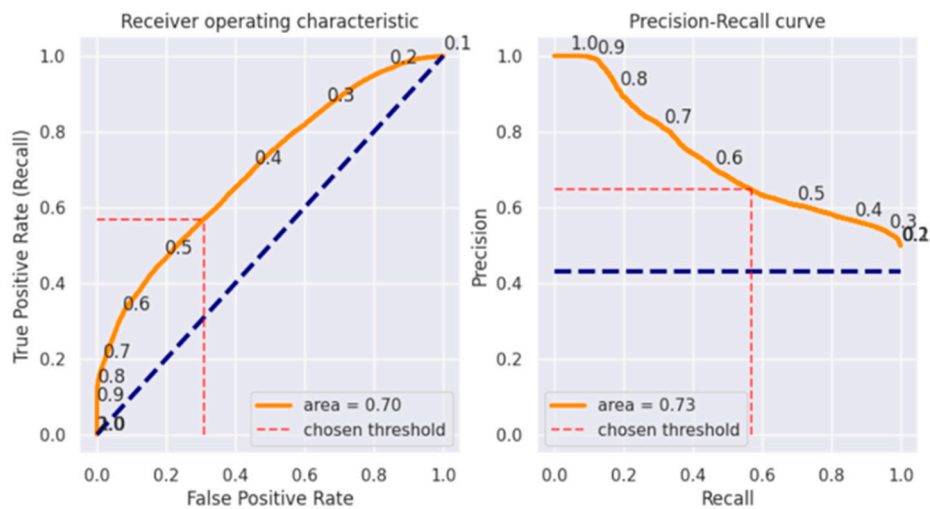 Receiver operating characteristic
True Positive Rate (Recall)
1.0
0.8
0.6
0.4
0.2
0.0
0.1
0.2
0.3
0.4
0.5
0.6
0.7
0.8
0.9
area = 0.70
chosen threshold
0.0 0.2 0.4 0.6 0.8 1.0
False Positive Rate
Precision-Recall curve
Precision
1.0
0.8
0.6
0.4
0.2
0.0
1.0
0.9
0.8
0.7
0.6
0.5
0.4
0.3
area = 0.73
chosen threshold
0.0 0.2 0.4 0.6 0.8 1.0
Recall